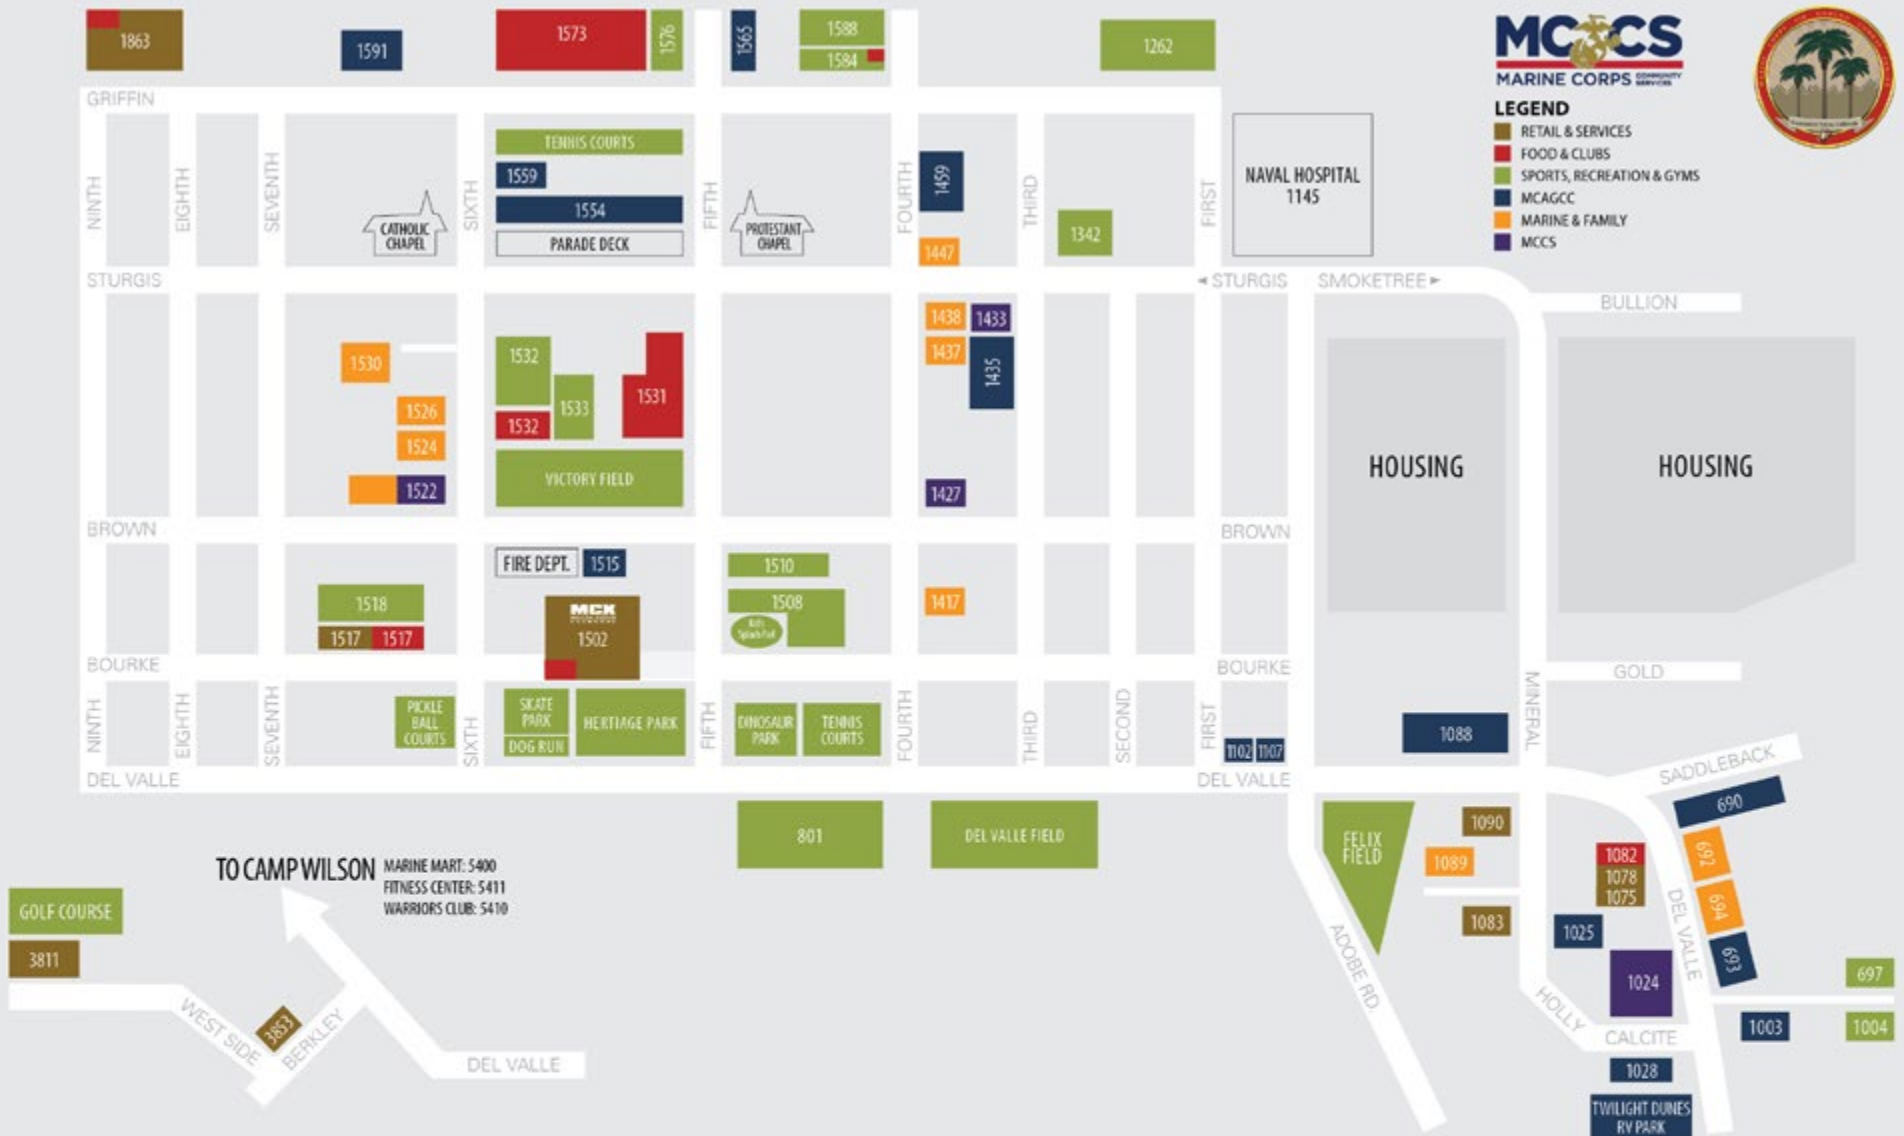 1863
1591
1573
1576
1565
1588
1584
1262
MCCS
MARINE CORPS COMMUNITY SERVICES
LEGEND
RETAIL & SERVICES
FOOD & CLUBS
SPORTS, RECREATION & GYMS
MCAGCC
MARINE & FAMILY
MCCS
GRIFFIN
NINTH
EIGHTH
SEVENTH
SIXTH
FIFTH
FOURTH
THIRD
FIRST
TENNIS COURTS
1559
1554
PARADE DECK
CATHOLIC
CHAPEL
PROTESTANT
CHAPEL
1459
1447
1342
NAVAL HOSPITAL
1145
STURGIS
STURGIS
SMOKETREE
BULLION
1530
1526
1524
1522
1532
1533
1532
1531
VICTORY FIELD
1438
1433
1437
1435
1427
HOUSING
HOUSING
BROWN
BROWN
FIRE DEPT.
1515
1518
1517
1517
MCX
1502
1510
1508
Kids
Splash Pad
1417
BOURKE
BOURKE
GOLD
NINTH
EIGHTH
SEVENTH
SIXTH
FIFTH
FOURTH
THIRD
SECOND
FIRST
MINERAL
PICKLE
BALL
COURTS
SKATE
PARK
DOG RUN
HERTIAGE PARK
DINOSAUR
PARK
TENNIS
COURTS
1102
1107
1088
DEL VALLE
DEL VALLE
SADDLEBACK
690
801
DEL VALLE FIELD
FELIX
FIELD
1090
1089
1083
1082
1078
1075
692
694
693
1025
1024
DEL VALLE
697
1003
1004
ADOBE RD.
HOLLY
CALCITE
1028
TWILIGHT DUNES
RV PARK
TO CAMP WILSON
MARINE MART: 5400
FITNESS CENTER: 5411
WARRIORS CLUB: 5410
GOLF COURSE
3811
WEST SIDE
3853
BERKLEY
DEL VALLE